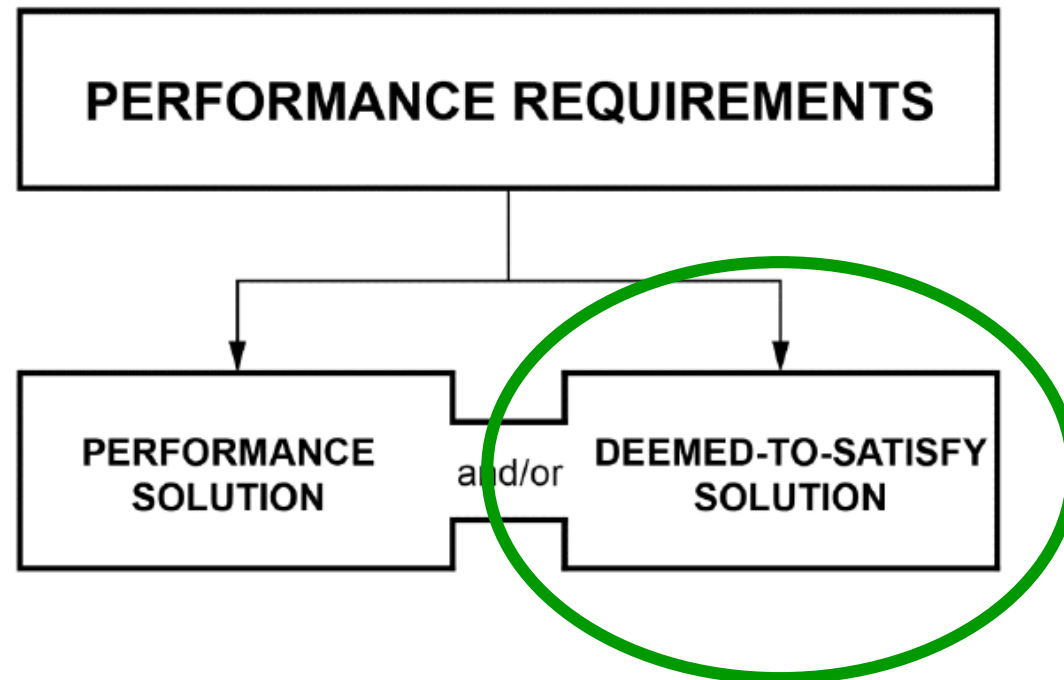 PERFORMANCE REQUIREMENTS
PERFORMANCE
SOLUTION
and/or
DEEMED-TO-SATISFY
SOLUTION